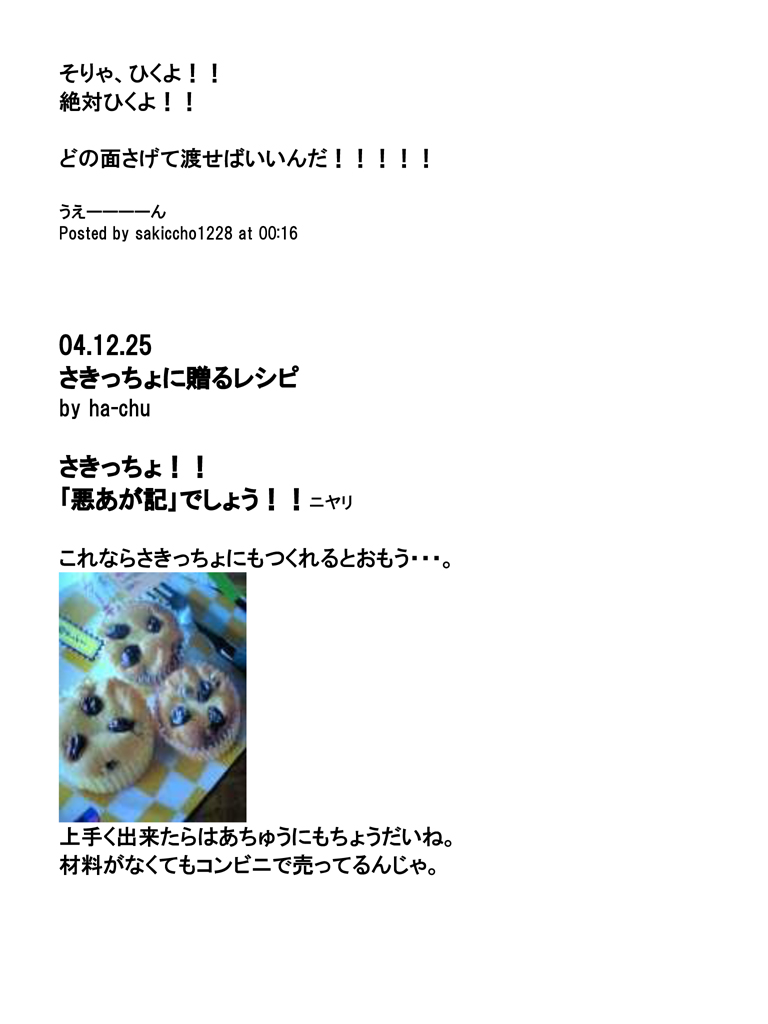 そりゃ、ひくよ！！
絶対ひくよ！！
どの面さげて渡せばいいんだ！！！！！
うえーーーーん
Posted by sakiccho1228 at 00:16
04.12.25
さきっちょに贈るレシピ
by ha-chu
さきっちょ！！
「悪あが記」でしょう！！ニヤリ
これならさきっちょにもつくれるとおもう・・・。
上手く出来たらはあちゅうにもちょうだいね。
材料がなくてもコンビニで売ってるんじゃ。